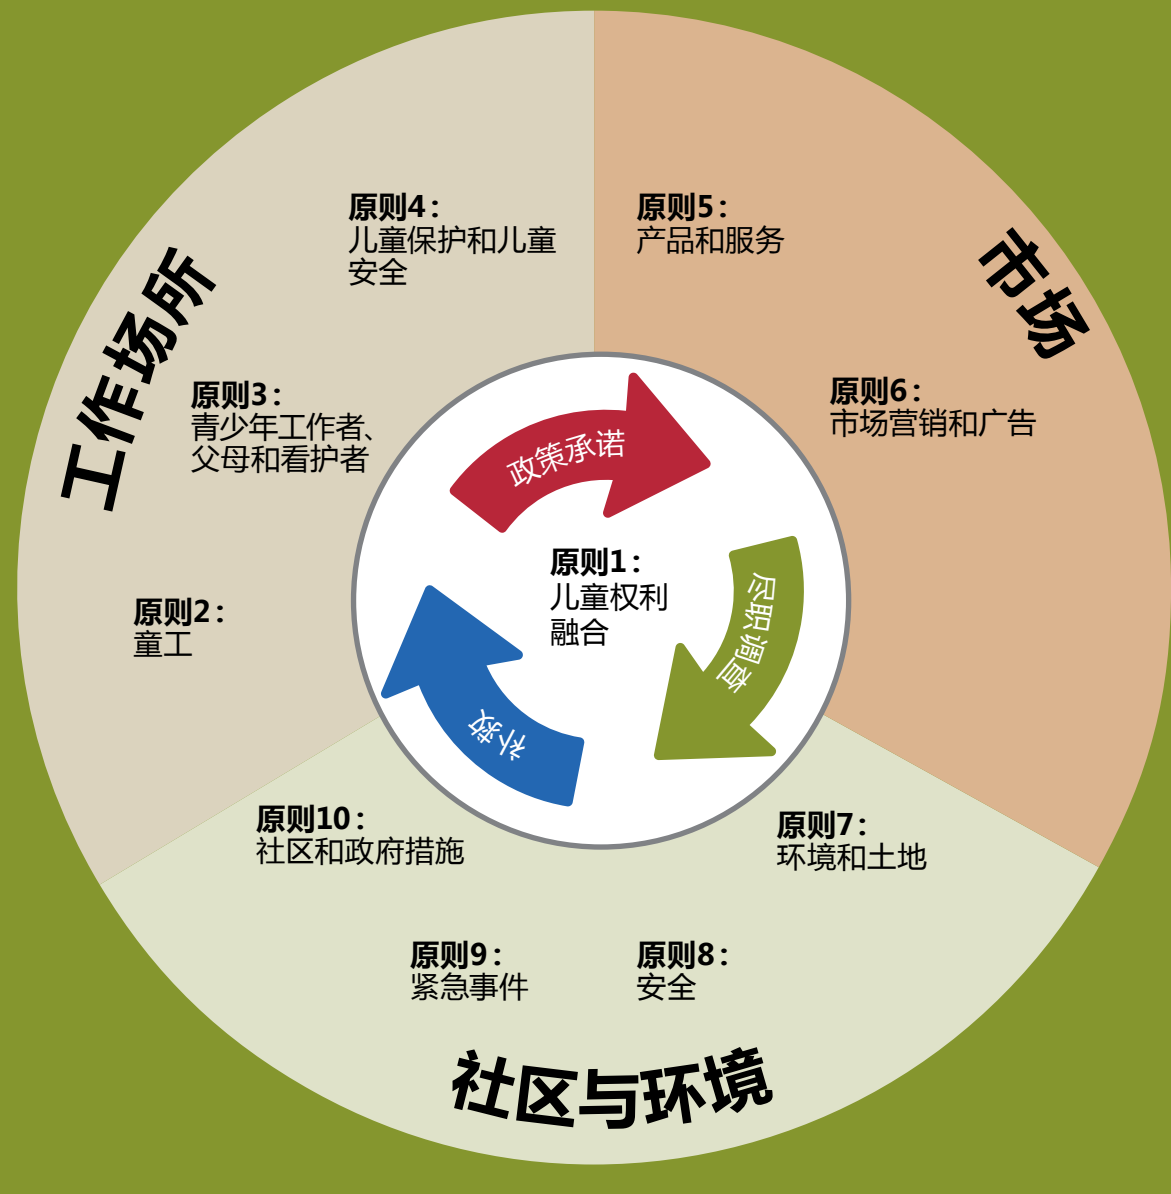 工作场所
原则4：
儿童保护和儿童
安全
原则3：
青少年工作者、
父母和看护者
原则2：
童工
市场
原则5：
产品和服务
原则6：
市场营销和广告
政策承诺
尽职调查
补救
原则1：
儿童权利
融合
原则10：
社区和政府措施
原则7：
环境和土地
原则9：
紧急事件
原则8：
安全
社区与环境